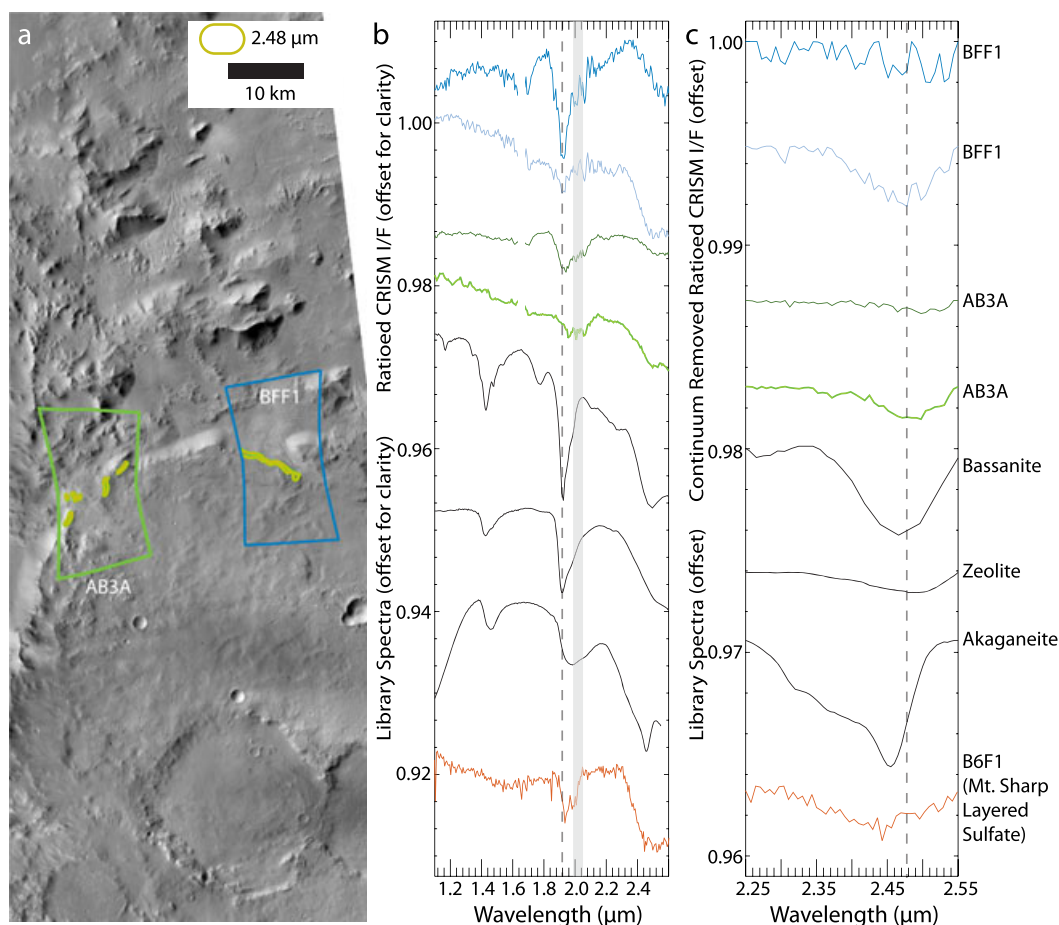 a
2.48 µm
10 km
BFF1
AB3A
b
Ratioed CRISM I/F (offset for clarity)
Library Spectra (offset for clarity)
1.00
0.98
0.96
0.94
0.92
1.2 1.4 1.6 1.8 2.0 2.2 2.4
Wavelength (µm)
c
Continuum Removed Ratioed CRISM I/F (offset)
Library Spectra (offset)
1.00
0.99
0.98
0.97
0.96
2.25 2.35 2.45 2.55
Wavelength (µm)
BFF1
BFF1
AB3A
AB3A
Bassanite
Zeolite
Akaganeite
B6F1
(Mt. Sharp
Layered
Sulfate)